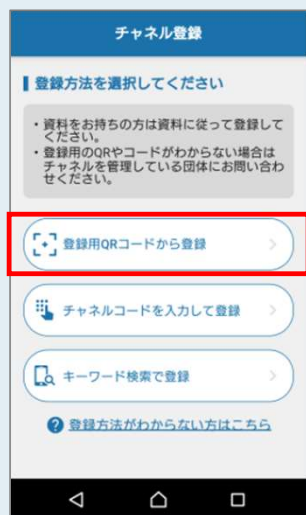 チャネル登録
登録方法を選択してください
・資料をお持ちの方は資料に従って登録して
ください。
・登録用のQRやコードがわからない場合は
チャネルを管理している団体にお問い合わ
せください。
登録用QRコードから登録
チャネルコードを入力して登録
キーワード検索で登録
? 登録方法がわからない方はこちら